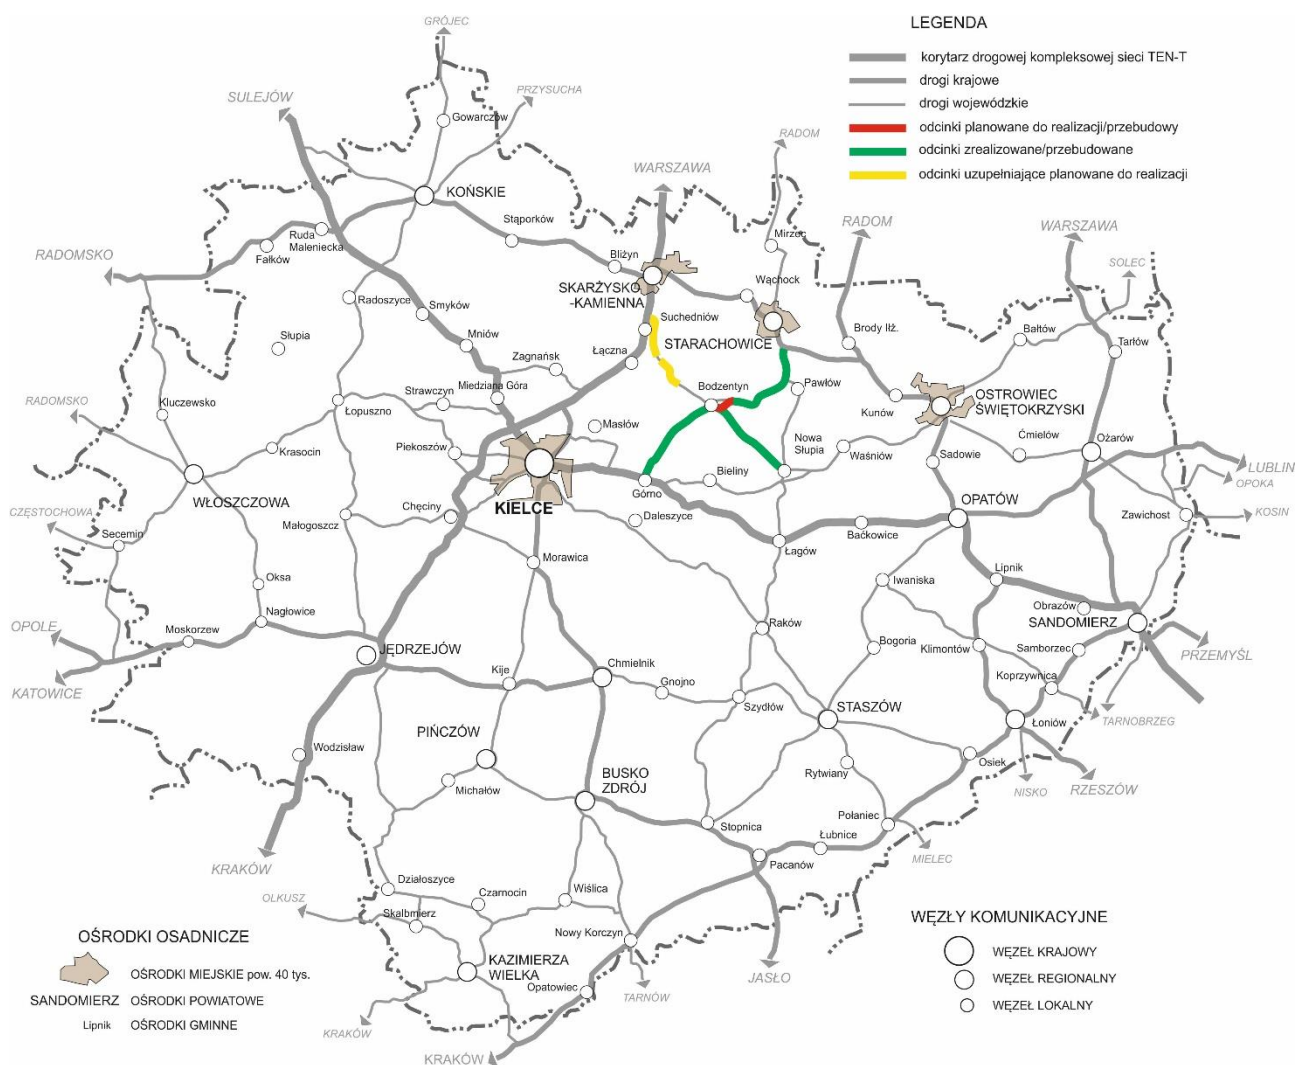 GRÓJEC
LEGENDA
korytarz drogowej kompleksowej sieci TEN-T
drogi krajowe
drogi wojewódzkie
odcinki planowane do realizacji/przebudowy
odcinki zrealizowane/przebudowane
odcinki uzupełniające planowane do realizacji
SULEJÓW
PRZYSUCHA
Gowarczów
RADOM
WARSZAWA
KOŃSKIE
Stąporków
Mirzec
RADOM
WARSZAWA
RADOMSKO
Ruda
Maleniecka
Fałków
Bliżyn
SOLEC
SKARŻYSKO
-KAMIENNA
Wąchock
Radoszyce
Smyków
Suchedniów
STARACHOWICE
Brody Iłż.
Bałtów
Tarłów
Słupia
Mniów
Zagnańsk
Łączna
Miedziana Góra
Strawczyn
Bodzentyn
Pawłów
OSTROWIEC
ŚWIĘTOKRZYSKI
RADOMSKO
Kluczewsko
Łopuszno
Kunów
Masłów
Krasocin
Piekoszów
Nowa
Słupia
Waśniów
Ćmielów
Ożarów
Sadowie
LUBLIN
OPOKA
WŁOSZCZOWA
Bieliny
Górno
KIELCE
OPATÓW
CZĘSTOCHOWA
Małogoszcz
Chęciny
Daleszyce
Zawichost
KOSIN
Secemin
Łagów
Baćkowice
Morawica
Oksa
Iwaniska
Lipnik
Obrazów
SANDOMIERZ
OPOLE
Moskorzew
Nagłowice
Raków
JĘDRZEJÓW
Bogoria
Klimontów
Samborzec
PRZEMYŚL
KATOWICE
Kije
Chmielnik
Gnojno
Koprzywnica
Szydłów
STASZÓW
Łoniów
TARNOBRZEG
PIŃCZÓW
Wodzisław
Osiek
BUSKO
ZDRÓJ
Rytwiany
Michałów
NISKO
RZESZÓW
Stopnica
Połaniec
Łubnice
KRAKÓW
Pacanów
MIELEC
Działoszyce
OLKUSZ
Czarnocin
Wiślica
Skalbmierz
WĘZŁY KOMUNIKACYJNE
WĘZEŁ KRAJOWY
WĘZEŁ REGIONALNY
WĘZEŁ LOKALNY
OŚRODKI OSADNICZE
OŚRODKI MIEJSKIE pow. 40 tys.
SANDOMIERZ OŚRODKI POWIATOWE
Lipnik OŚRODKI GMINNE
Nowy Korczyn
KAZIMIERZA
WIELKA
Opatowiec
TARNÓW
JASŁO
KRAKÓW
KRAKÓW